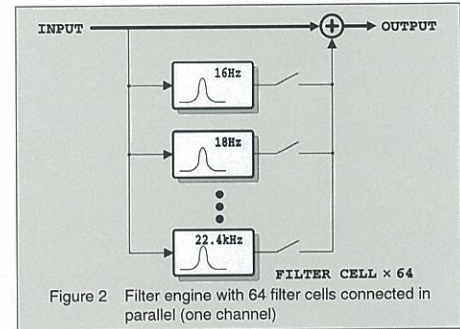 INPUT
OUTPUT
16Hz
18Hz
22.4kHz
FILTER CELL × 64
Figure 2 Filter engine with 64 filter cells connected in
parallel (one channel)